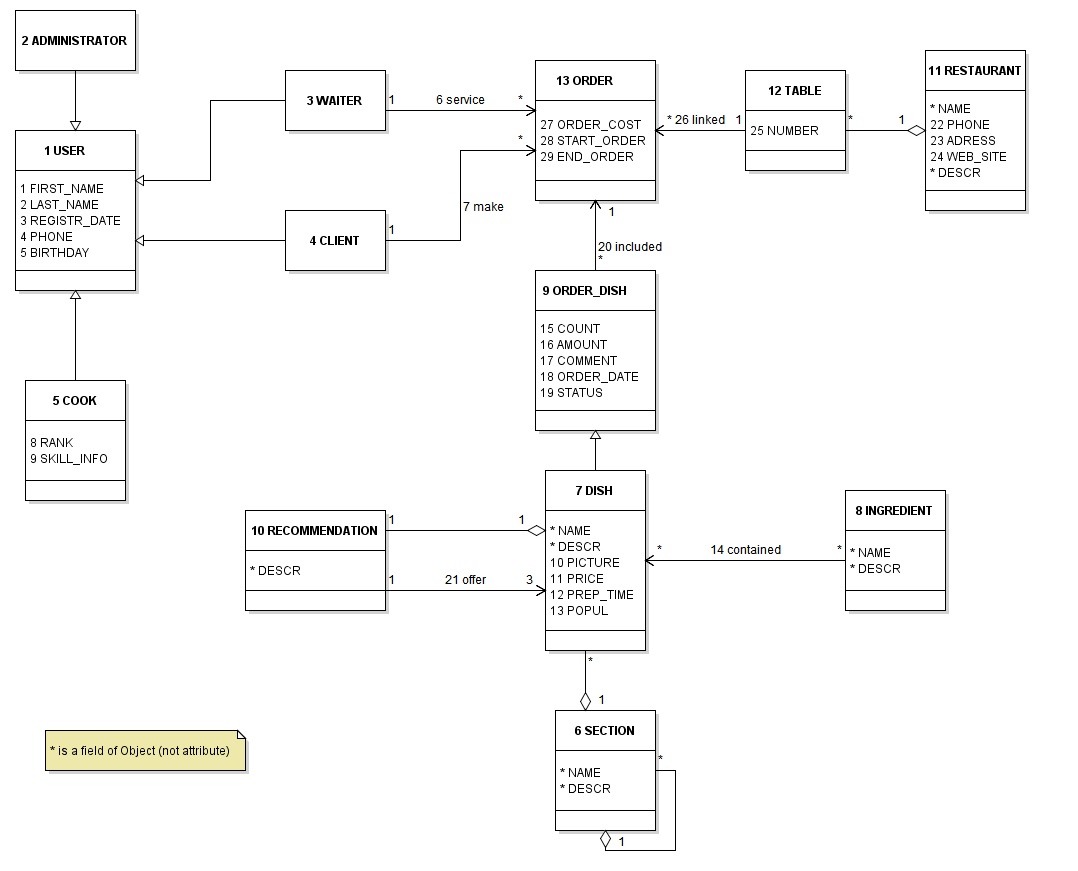 2 ADMINISTRATOR
1 USER
1 FIRST_NAME
2 LAST_NAME
3 REGISTR_DATE
4 PHONE
5 BIRTHDAY
5 COOK
8 RANK
9 SKILL_INFO
3 WAITER
1
6 service
*
4 CLIENT
1
7 make
*
13 ORDER
27 ORDER_COST
28 START_ORDER
29 END_ORDER
* 26 linked
1
12 TABLE
25 NUMBER
*
1
11 RESTAURANT
* NAME
22 PHONE
23 ADRESS
24 WEB_SITE
* DESCR
1
20 included
*
9 ORDER_DISH
15 COUNT
16 AMOUNT
17 COMMENT
18 ORDER_DATE
19 STATUS
7 DISH
* NAME
* DESCR
10 PICTURE
11 PRICE
12 PREP_TIME
13 POPUL
10 RECOMMENDATION
* DESCR
1
1
1
21 offer
3
*
14 contained
*
8 INGREDIENT
* NAME
* DESCR
*
1
6 SECTION
* NAME
* DESCR
*
1
* is a field of Object (not attribute)